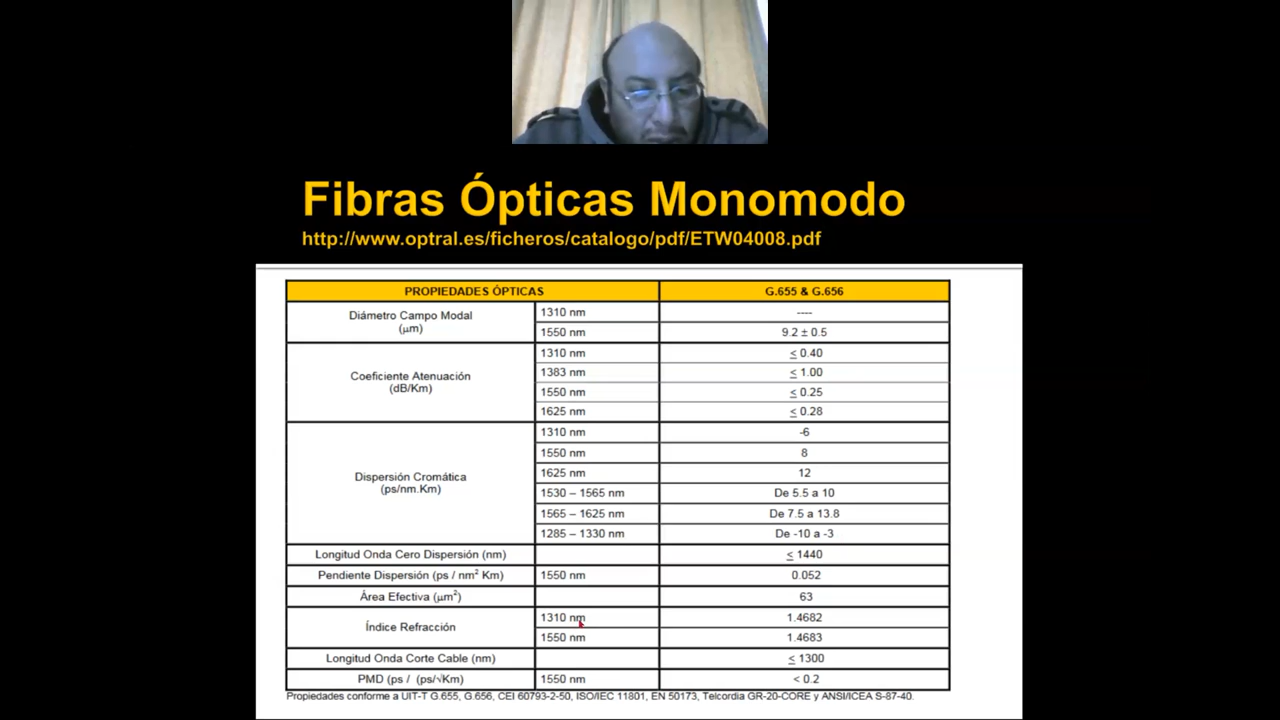 Fibras Ópticas Monomodo
http://www.optral.es/ficheros/catalogo/pdf/ETW04008.pdf
PROPIEDADES ÓPTICAS G.655 & G.656
Diámetro Campo Modal (µm) 1310 nm ----
1550 nm 9.2 ± 0.5
Coeficiente Atenuación (dB/Km) 1310 nm ≤ 0.40
1383 nm ≤ 1.00
1550 nm ≤ 0.25
1625 nm ≤ 0.28
Dispersión Cromática (ps/nm.Km) 1310 nm -6
1550 nm 8
1625 nm 12
1530 – 1565 nm De 5.5 a 10
1565 – 1625 nm De 7.5 a 13.8
1285 – 1330 nm De -10 a -3
Longitud Onda Cero Dispersión (nm) ≤ 1440
Pendiente Dispersión (ps / nm² Km) 1550 nm 0.052
Área Efectiva (µm²) 63
Índice Refracción 1310 nm 1.4682
1550 nm 1.4683
Longitud Onda Corte Cable (nm) ≤ 1300
PMD (ps / (ps/√Km) 1550 nm < 0.2
Propiedades conforme a UIT-T G.655, G.656, CEI 60793-2-50, ISO/IEC 11801, EN 50173, Telcordia GR-20-CORE y ANSI/ICEA S-87-40.